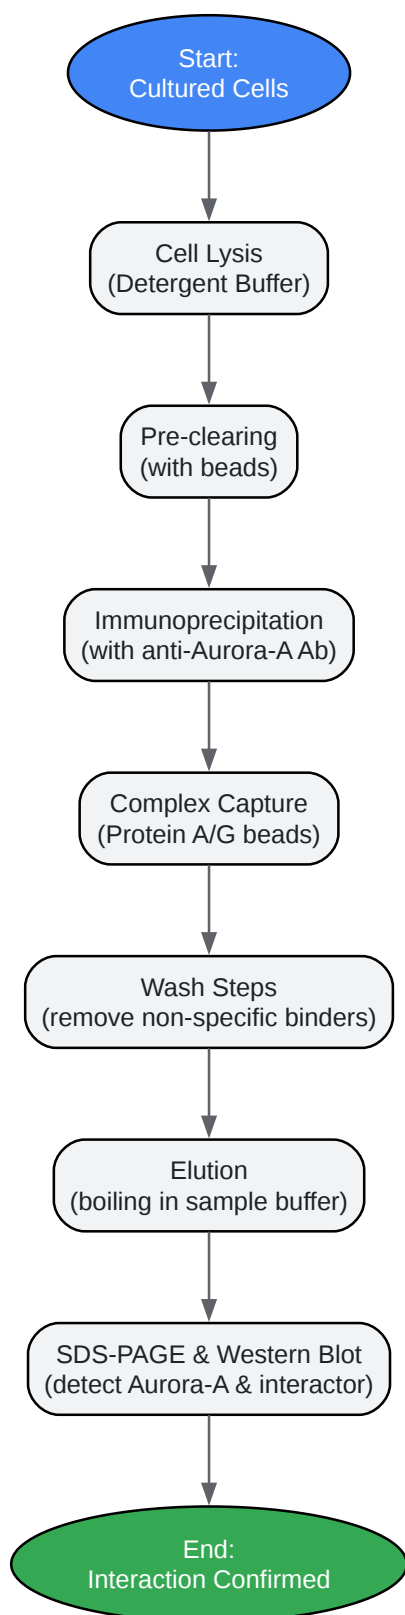 Start:
Cultured Cells
Cell Lysis
(Detergent Buffer)
Pre-clearing
(with beads)
Immunoprecipitation
(with anti-Aurora-A Ab)
Complex Capture
(Protein A/G beads)
Wash Steps
(remove non-specific binders)
Elution
(boiling in sample buffer)
SDS-PAGE & Western Blot
(detect Aurora-A & interactor)
End:
Interaction Confirmed